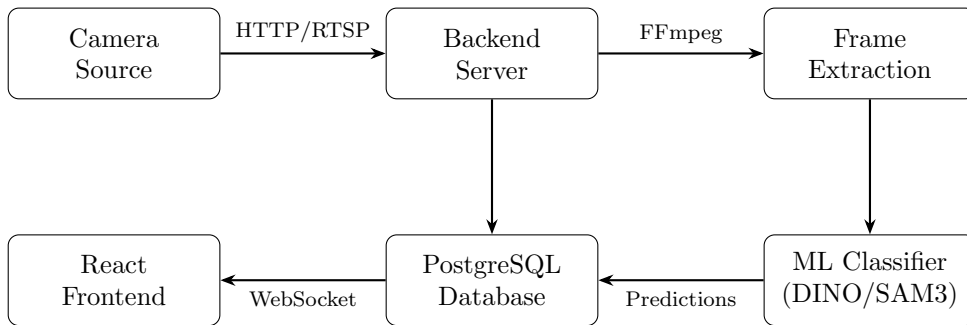 Camera
Source
HTTP/RTSP
Backend
Server
FFmpeg
Frame
Extraction
React
Frontend
WebSocket
PostgreSQL
Database
Predictions
ML Classifier
(DINO/SAM3)